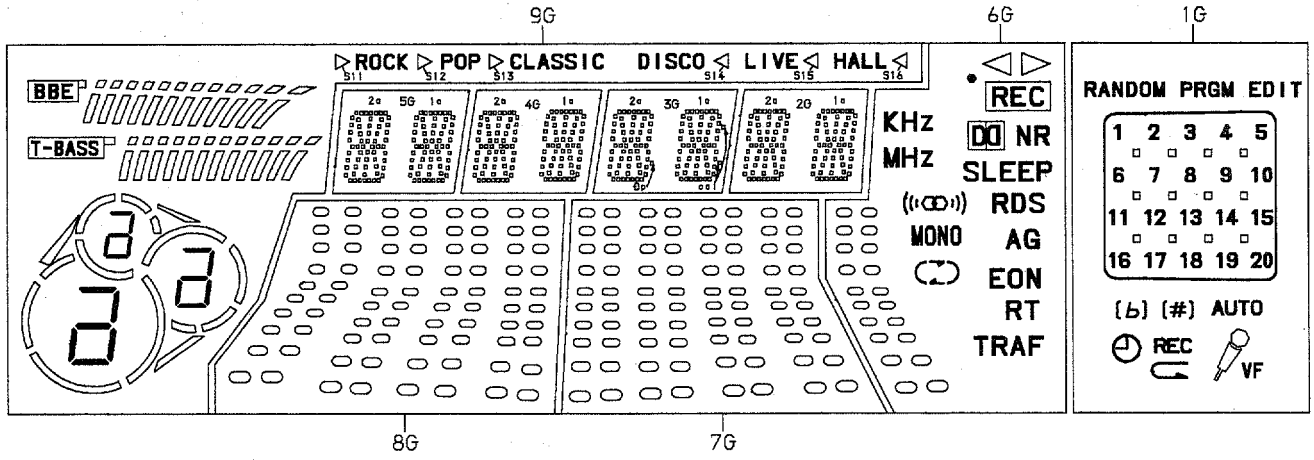 9G 6G 1G
ROCK POP CLASSIC DISCO LIVE HALL
S11 S12 S13 S14 S15 S16
BBE
REC
RANDOM PRGM EDIT
2a 5G 1a 2a 4G 1a 2a 3G 1a 2a 2G 1a
KHz
NR
T-BASS
MHz
SLEEP
1 2 3 4 5
6 7 8 9 10
11 12 13 14 15
16 17 18 19 20
Dp
col
RDS
MONO AG
EON
RT
TRAF
(b) (#) AUTO
REC
VF
8G 7G